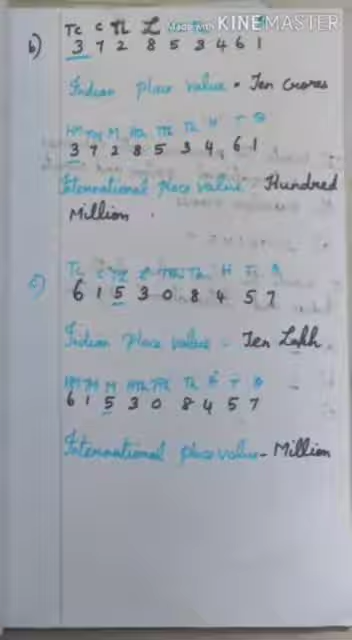 Made with KINEMASTER
TC C TL L
b) 3 7 2 8 5 3 4 6 1
Indian place value = Ten Crores
HM TM M HTh TTh Th H T O
3 7 2 8 5 3 4 6 1
International place value Hundred
Million .
TC C TL L TTh Th H T O
c) 6 1 5 3 0 8 4 5 7
Indian place value - Ten Lakh
HM TM M HTh TTh Th H T O
6 1 5 3 0 8 4 5 7
International place value - Million